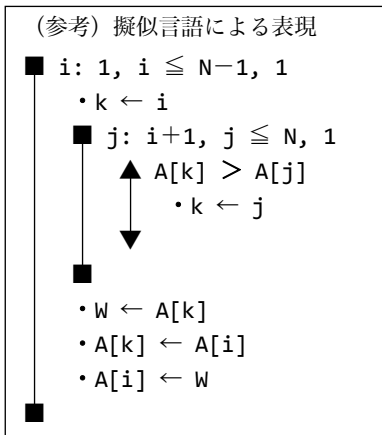 (参考) 擬似言語による表現
■ i: 1, i ≦ N−1, 1
・k ← i
■ j: i+1, j ≦ N, 1
▲ A[k] > A[j]
・k ← j
▼
■
・W ← A[k]
・A[k] ← A[i]
・A[i] ← W
■